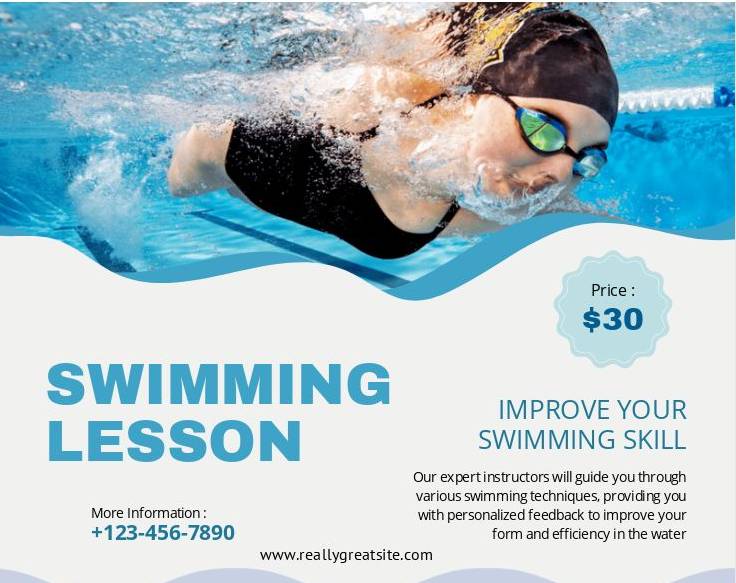 Price :
$30
SWIMMING
LESSON
IMPROVE YOUR
SWIMMING SKILL
Our expert instructors will guide you through
various swimming techniques, providing you
with personalized feedback to improve your
form and efficiency in the water
More Information :
+123-456-7890
www.reallygreatsite.com